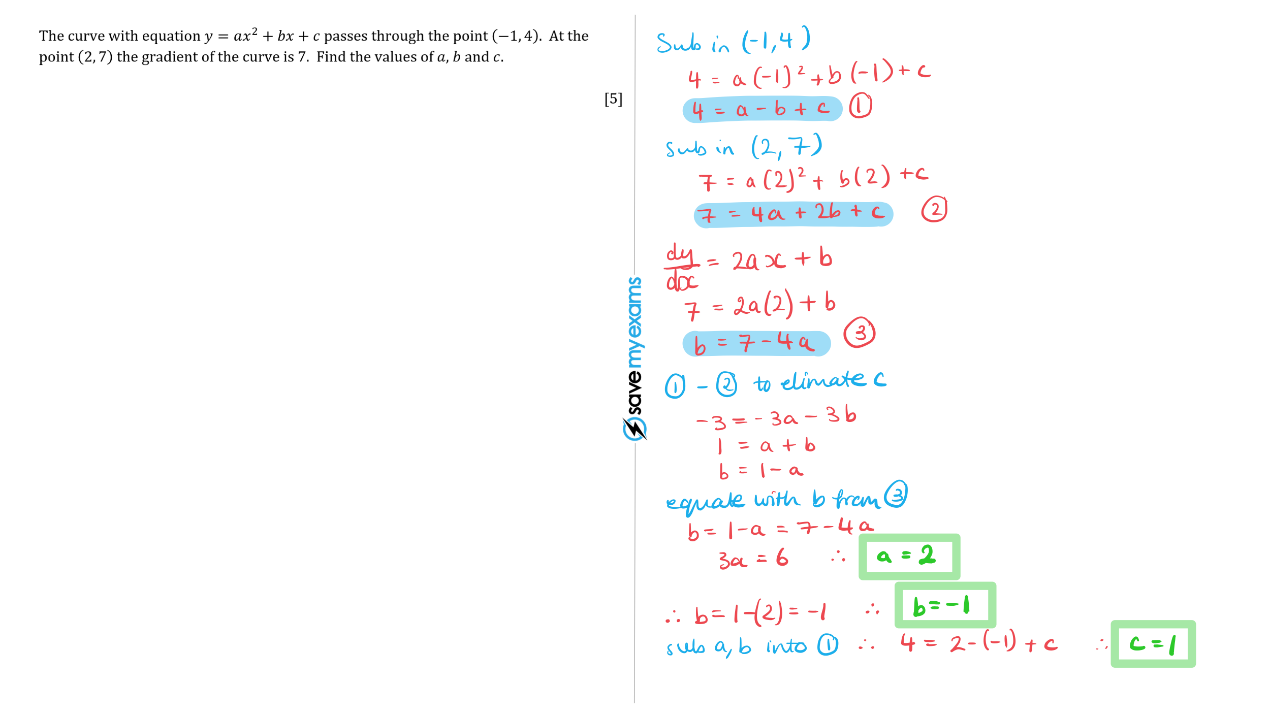 The curve with equation y = ax² + bx + c passes through the point (−1, 4). At the
point (2, 7) the gradient of the curve is 7. Find the values of a, b and c.
[5]
savemyexams
Sub in (-1,4)
4 = a(-1)² + b(-1) + c
4 = a - b + c ①
sub in (2,7)
7 = a(2)² + b(2) + c
7 = 4a + 2b + c ②
dy/dx = 2ax + b
7 = 2a(2) + b
b = 7 - 4a ③
① - ② to elimate c
-3 = -3a - 3b
1 = a + b
b = 1 - a
equate with b from ③
b = 1-a = 7-4a
3a = 6 ∴ a = 2
∴ b = 1-(2) = -1 ∴ b = -1
sub a, b into ① ∴ 4 = 2-(-1) + c ∴ c = 1